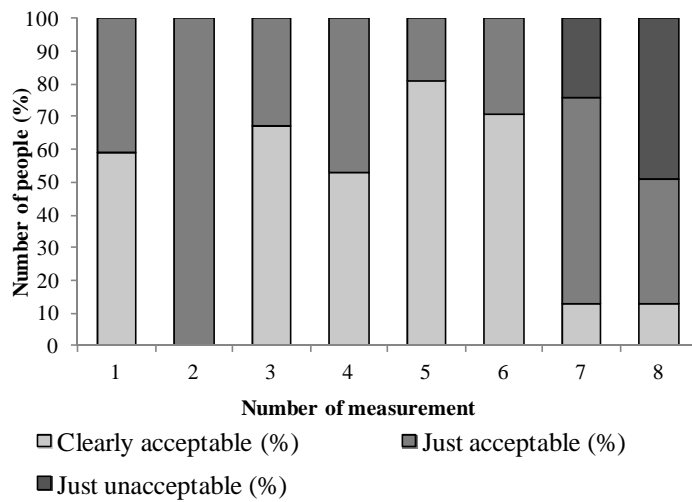 Number of people (%)
100
90
80
70
60
50
40
30
20
10
0
1 2 3 4 5 6 7 8
Number of measurement
Clearly acceptable (%) Just acceptable (%)
Just unacceptable (%)